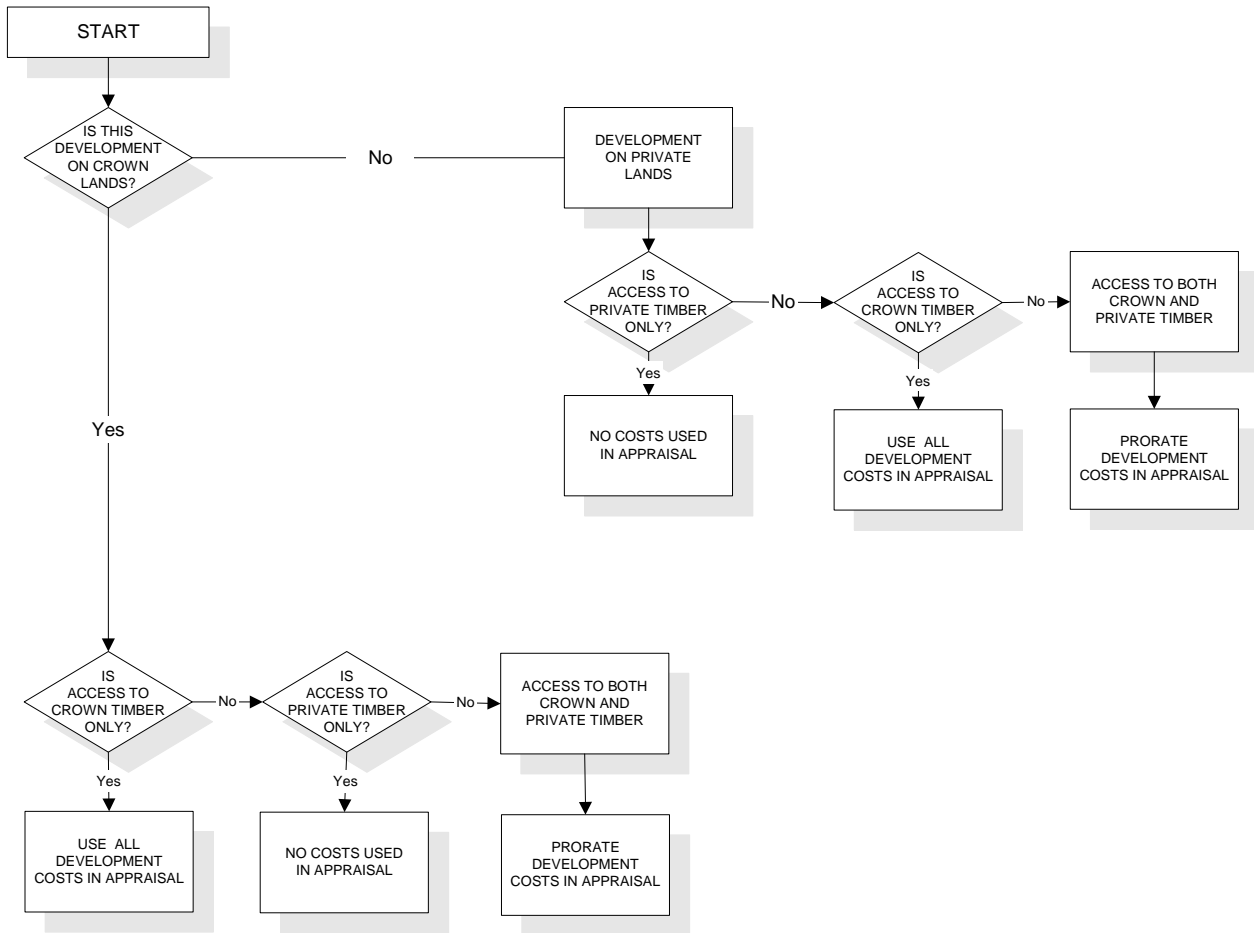 START
IS THIS
DEVELOPMENT
ON CROWN
LANDS?
No
DEVELOPMENT
ON PRIVATE
LANDS
IS
ACCESS TO
PRIVATE TIMBER
ONLY?
No
IS
ACCESS TO
CROWN TIMBER
ONLY?
No
ACCESS TO BOTH
CROWN AND
PRIVATE TIMBER
Yes
Yes
NO COSTS USED
IN APPRAISAL
USE ALL
DEVELOPMENT
COSTS IN APPRAISAL
PRORATE
DEVELOPMENT
COSTS IN APPRAISAL
Yes
IS
ACCESS TO
CROWN TIMBER
ONLY?
No
IS
ACCESS TO
PRIVATE TIMBER
ONLY?
No
ACCESS TO BOTH
CROWN AND
PRIVATE TIMBER
Yes
Yes
USE ALL
DEVELOPMENT
COSTS IN APPRAISAL
NO COSTS USED
IN APPRAISAL
PRORATE
DEVELOPMENT
COSTS IN APPRAISAL